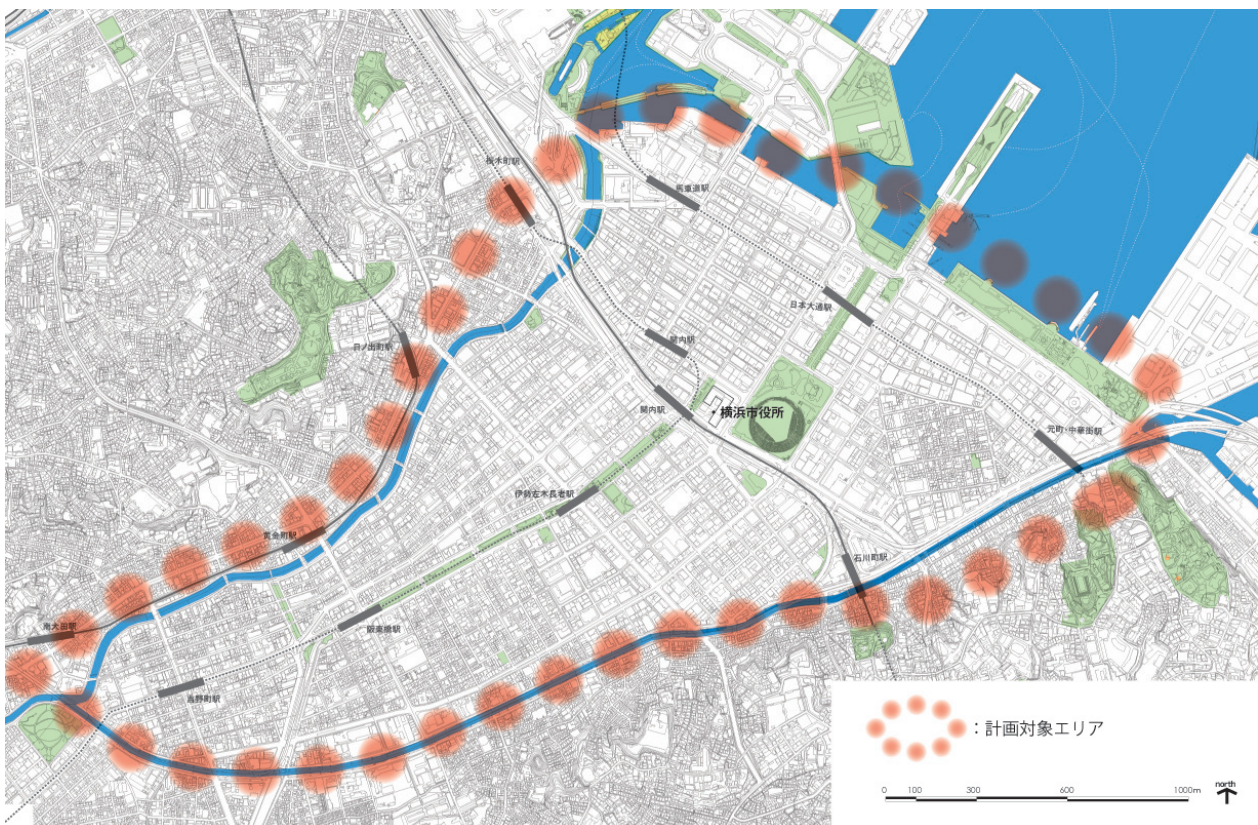 桜木町駅
馬車道駅
日本大通駅
日ノ出町駅
関内駅
関内駅
・横浜市役所
元町・中華街駅
伊勢佐木長者町駅
黄金町駅
石川町駅
南太田駅
阪東橋駅
吉野町駅
：計画対象エリア
north
0 100 300 600 1000m